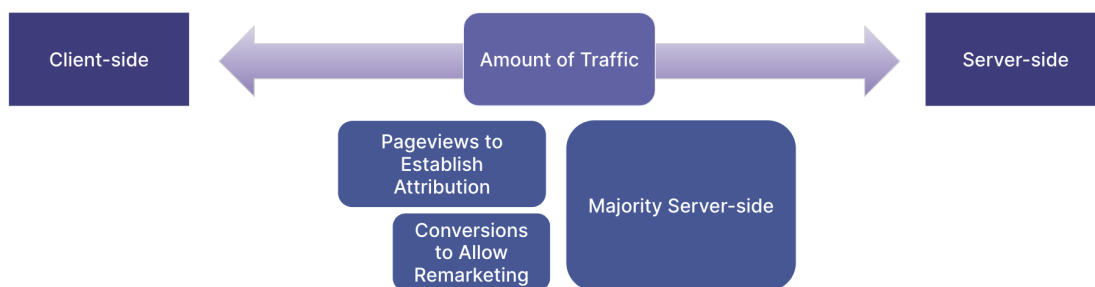 Client-side
Amount of Traffic
Server-side
Pageviews to
Establish
Attribution
Majority Server-side
Conversions
to Allow
Remarketing